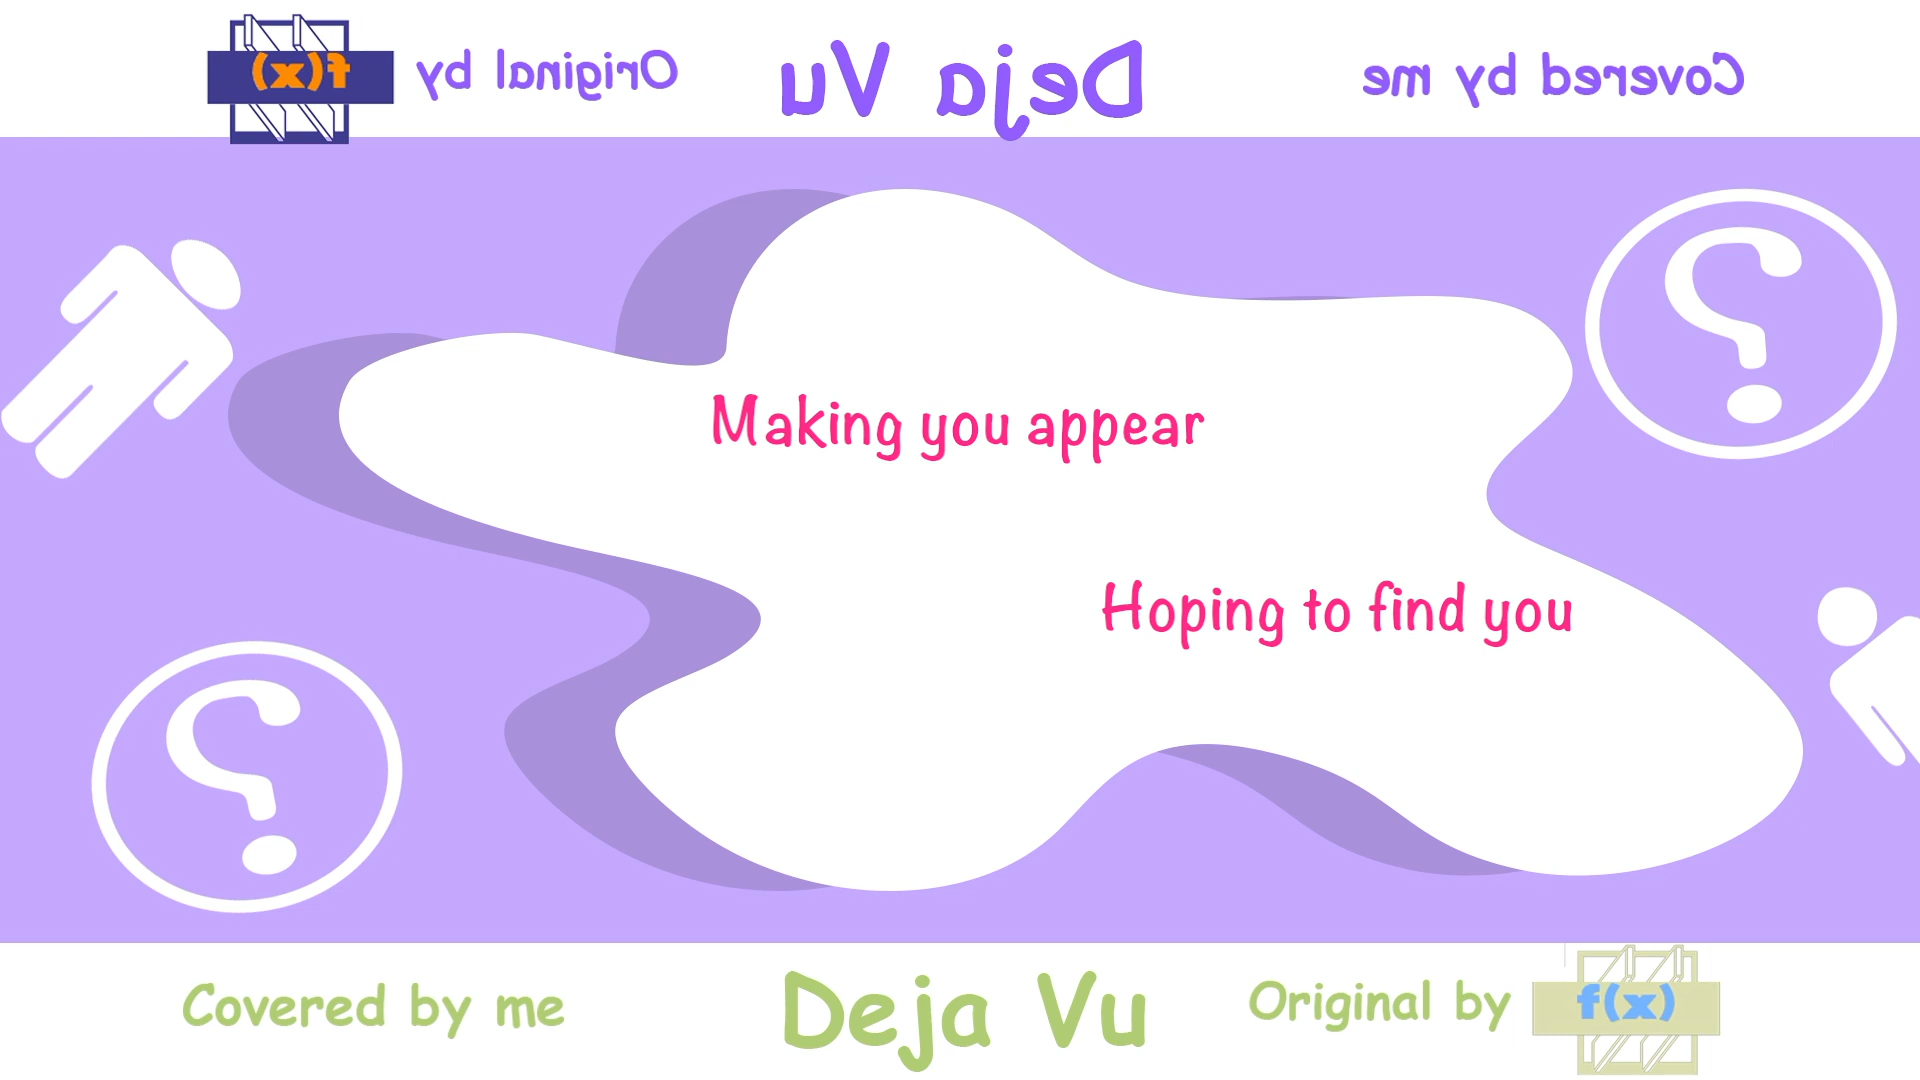 f(x) Original by Deja Vu Covered by me
?
Making you appear
Hoping to find you
?
Covered by me Deja Vu Original by f(x)